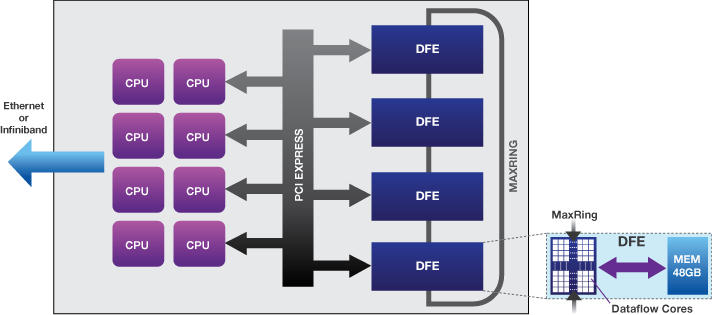 Ethernet
or
Infiniband
CPU CPU
CPU CPU
CPU CPU
CPU CPU
PCI EXPRESS
DFE
DFE
DFE
DFE
MAXRING
MaxRing
DFE
MEM
48GB
Dataflow Cores